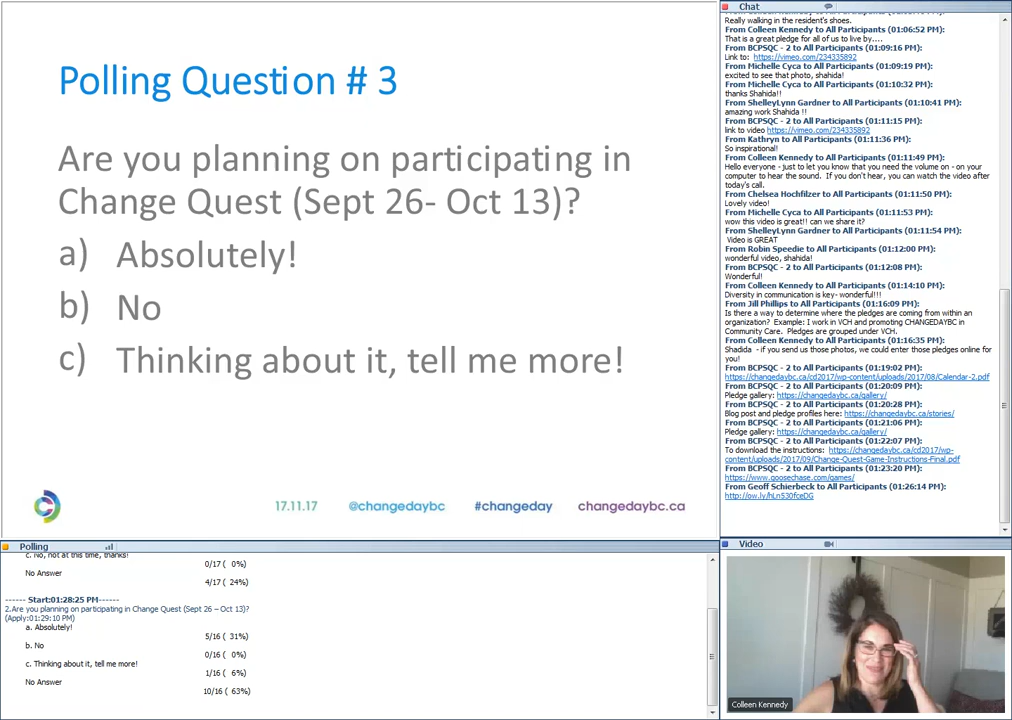 Polling Question # 3
Are you planning on participating in
Change Quest (Sept 26- Oct 13)?
a) Absolutely!
b) No
c) Thinking about it, tell me more!
17.11.17 @changedaybc #changeday changedaybc.ca
Chat
Really walking in the resident's shoes.
From Colleen Kennedy to All Participants (01:06:52 PM):
That is a great pledge for all of us to live by....
From BCPSQC - 2 to All Participants (01:09:16 PM):
Link to: https://vimeo.com/234335892
From Michelle Cyca to All Participants (01:09:19 PM):
excited to see that photo, shahida!
From Michelle Cyca to All Participants (01:10:32 PM):
thanks Shahida!!
From ShelleyLynn Gardner to All Participants (01:10:41 PM):
amazing work Shahida !!
From BCPSQC - 2 to All Participants (01:11:15 PM):
link to video https://vimeo.com/234335892
From Kathryn to All Participants (01:11:36 PM):
So inspirational!
From Colleen Kennedy to All Participants (01:11:49 PM):
Hello everyone - just to let you know that you need the volume on - on your
computer to hear the sound. If you don't hear, you can watch the video after
today's call.
From Chelsea Hochfilzer to All Participants (01:11:50 PM):
Lovely video!
From Michelle Cyca to All Participants (01:11:53 PM):
wow this video is great!! can we share it?
From ShelleyLynn Gardner to All Participants (01:11:54 PM):
Video is GREAT
From Robin Speedie to All Participants (01:12:00 PM):
wonderful video, shahida!
From BCPSQC - 2 to All Participants (01:12:08 PM):
Wonderful!
From Colleen Kennedy to All Participants (01:14:10 PM):
Diversity in communication is key- wonderful!!!
From Jill Phillips to All Participants (01:16:09 PM):
Is there a way to determine where the pledges are coming from within an
organization? Example: I work in VCH and promoting CHANGEDAYBC in
Community Care. Pledges are grouped under VCH.
From Colleen Kennedy to All Participants (01:16:35 PM):
Shadida - if you send us those photos, we could enter those pledges online for
you!
From BCPSQC - 2 to All Participants (01:19:02 PM):
https://changedaybc.ca/cd2017/wp-content/uploads/2017/08/Calendar-2.pdf
From BCPSQC - 2 to All Participants (01:20:09 PM):
Pledge gallery: https://changedaybc.ca/gallery/
From BCPSQC - 2 to All Participants (01:20:28 PM):
Blog post and pledge profiles here: https://changedaybc.ca/stories/
From BCPSQC - 2 to All Participants (01:21:06 PM):
Pledge gallery: https://changedaybc.ca/gallery/
From BCPSQC - 2 to All Participants (01:22:07 PM):
To download the instructions: https://changedaybc.ca/cd2017/wp-
content/uploads/2017/09/Change-Quest-Game-Instructions-Final.pdf
From BCPSQC - 2 to All Participants (01:23:20 PM):
https://www.goosechase.com/games/
From Geoff Schierbeck to All Participants (01:26:14 PM):
http://ow.ly/hLn530fceDG
Polling
c. No, not at this time, thanks!
0/17 ( 0%)
No Answer
4/17 ( 24%)
------ Start:01:28:25 PM------
2.Are you planning on participating in Change Quest (Sept 26 – Oct 13)?
(Apply:01:29:10 PM)
a. Absolutely!
5/16 ( 31%)
b. No
0/16 ( 0%)
c. Thinking about it, tell me more!
1/16 ( 6%)
No Answer
10/16 ( 63%)
Video
Colleen Kennedy